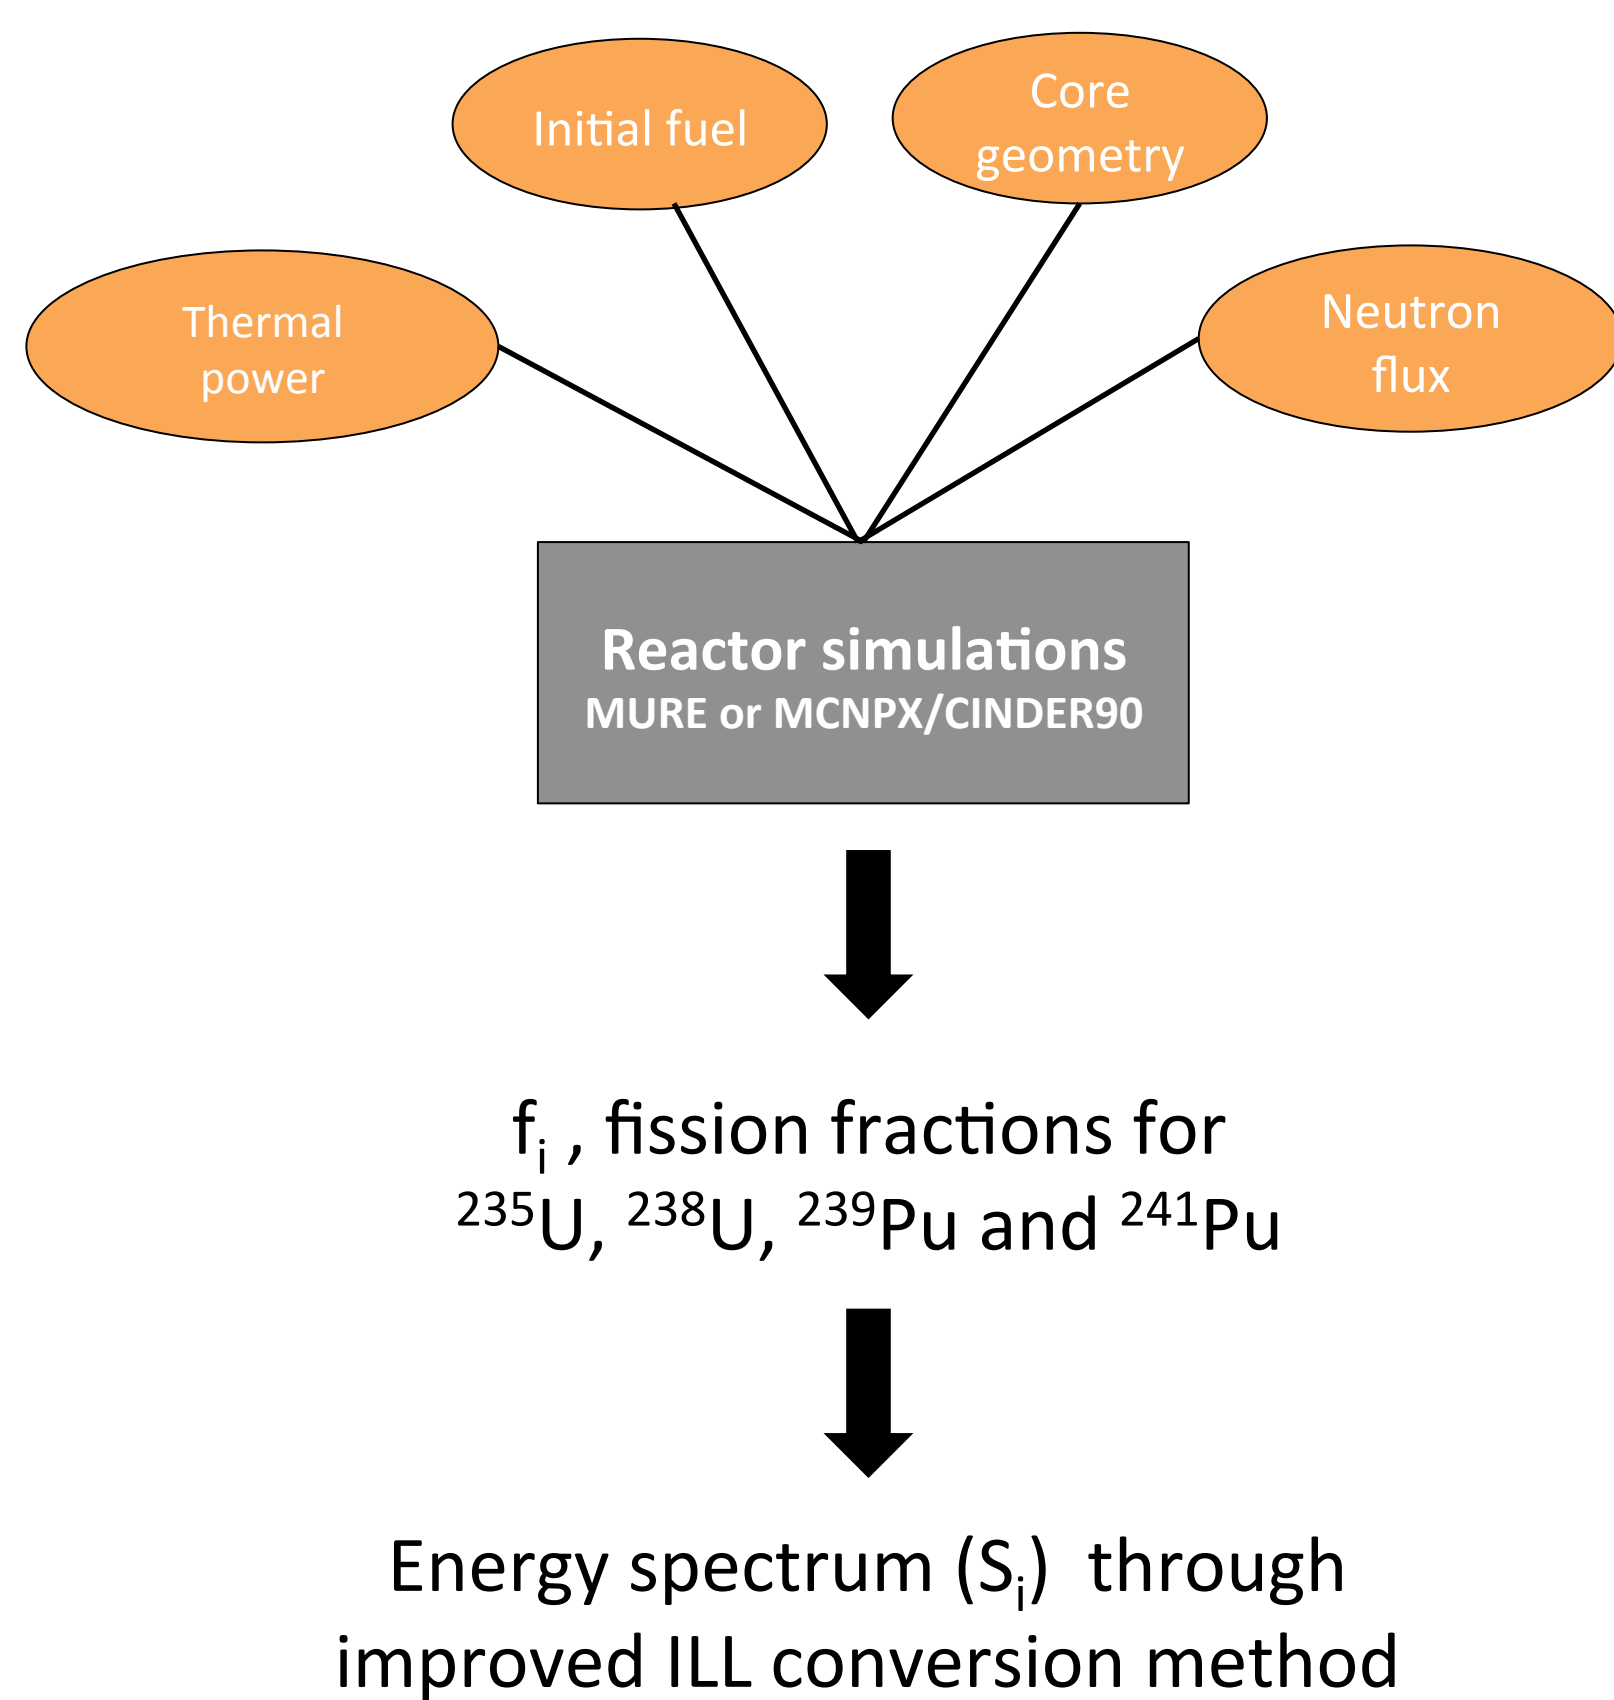 Initial fuel
Core
geometry
Thermal
power
Neutron
flux
Reactor simulations
MURE or MCNPX/CINDER90
fᵢ , fission fractions for
²³⁵U, ²³⁸U, ²³⁹Pu and ²⁴¹Pu
Energy spectrum (Sᵢ) through
improved ILL conversion method